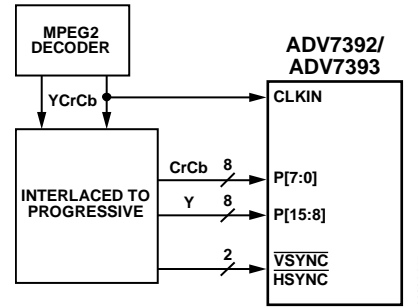 MPEG2
DECODER
ADV7392/
ADV7393
YCrCb
CLKIN
INTERLACED TO
PROGRESSIVE
CrCb 8
P[7:0]
Y 8
P[15:8]
2
VSYNC
HSYNC